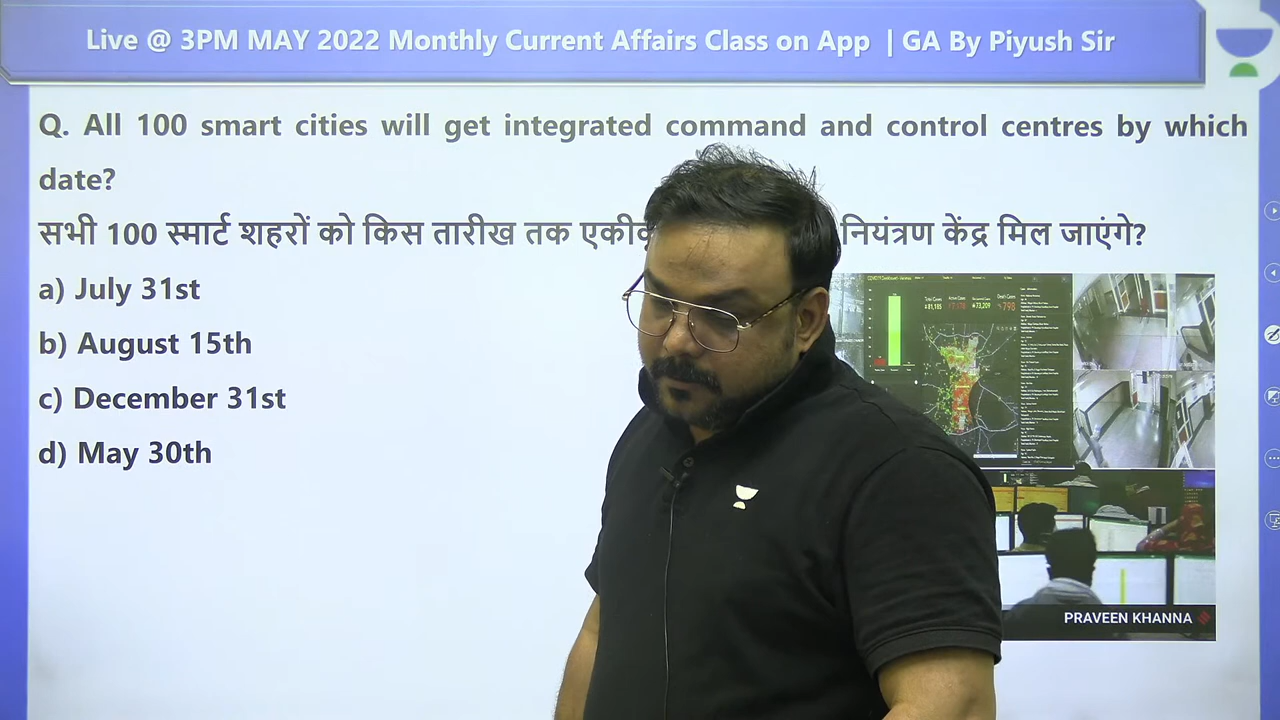 Live @ 3PM MAY 2022 Monthly Current Affairs Class on App | GA By Piyush Sir
Q. All 100 smart cities will get integrated command and control centres by which
date?
सभी 100 स्मार्ट शहरों को किस तारीख तक नियंत्रण केंद्र मिल जाएंगे?
a) July 31st
b) August 15th
c) December 31st
d) May 30th
PRAVEEN KHANNA